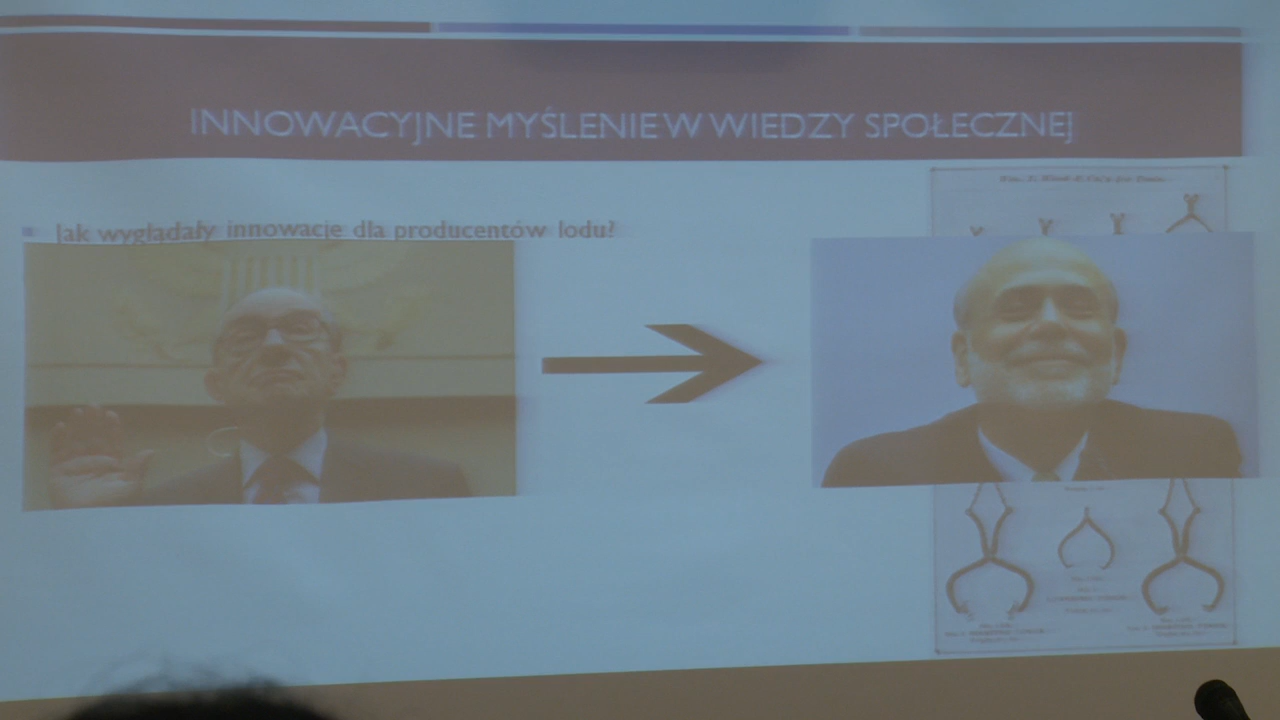 INNOWACYJNE MYŚLENIE W WIEDZY SPOŁECZNEJ
Jak wyglądały innowacje dla producentów lodu?